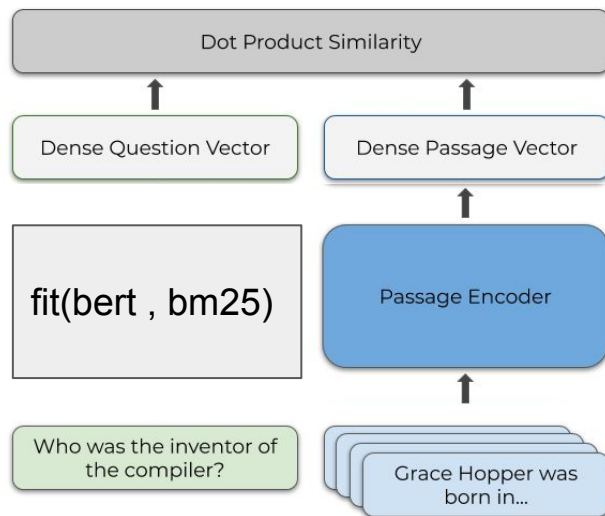 Dot Product Similarity
Dense Question Vector
Dense Passage Vector
fit(bert , bm25)
Passage Encoder
Who was the inventor of
the compiler?
Grace Hopper was
born in...